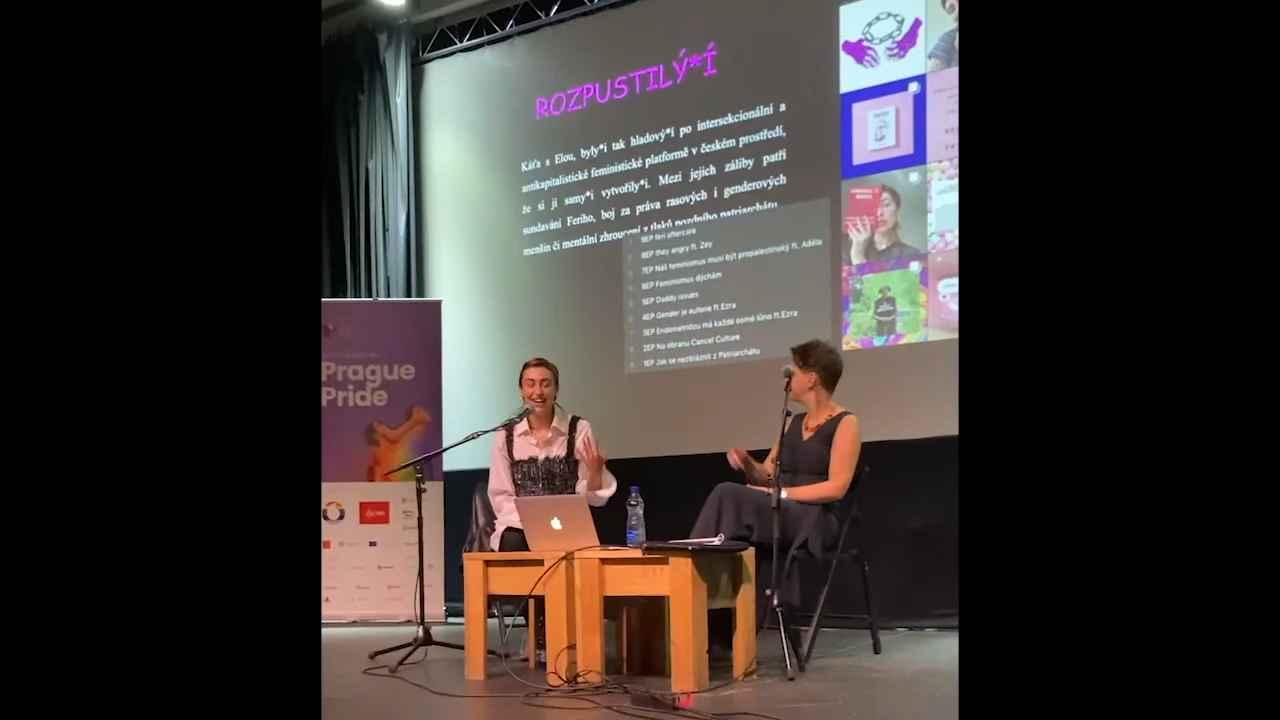 ROZPUSTILÝ*Í
Káťa s Elou, byly*i tak hladový*í po intersekcionální a
antikapitalistické feministické platformě v českém prostředí,
že si ji samy*i vytvořily*i. Mezi jejich záliby patří
sundavání Feriho, boj za práva rasových i genderových
menšin či mentální zhroucení z tlaků pozdního patriarchátu
9EP feri aftercare
8EP they angry ft. Zey
7EP Náš feminismus musí být propalestinský ft. Adéla
6EP Feminismus dýchám
5EP Daddy issues
4EP Gender je euforie ft.Ezra
3EP Endometriózu má každé osmé lůno ft.Ezra
2EP Na obranu Cancel Culture
1EP Jak se nezbláznit z Patriarchátu
Prague
Pride